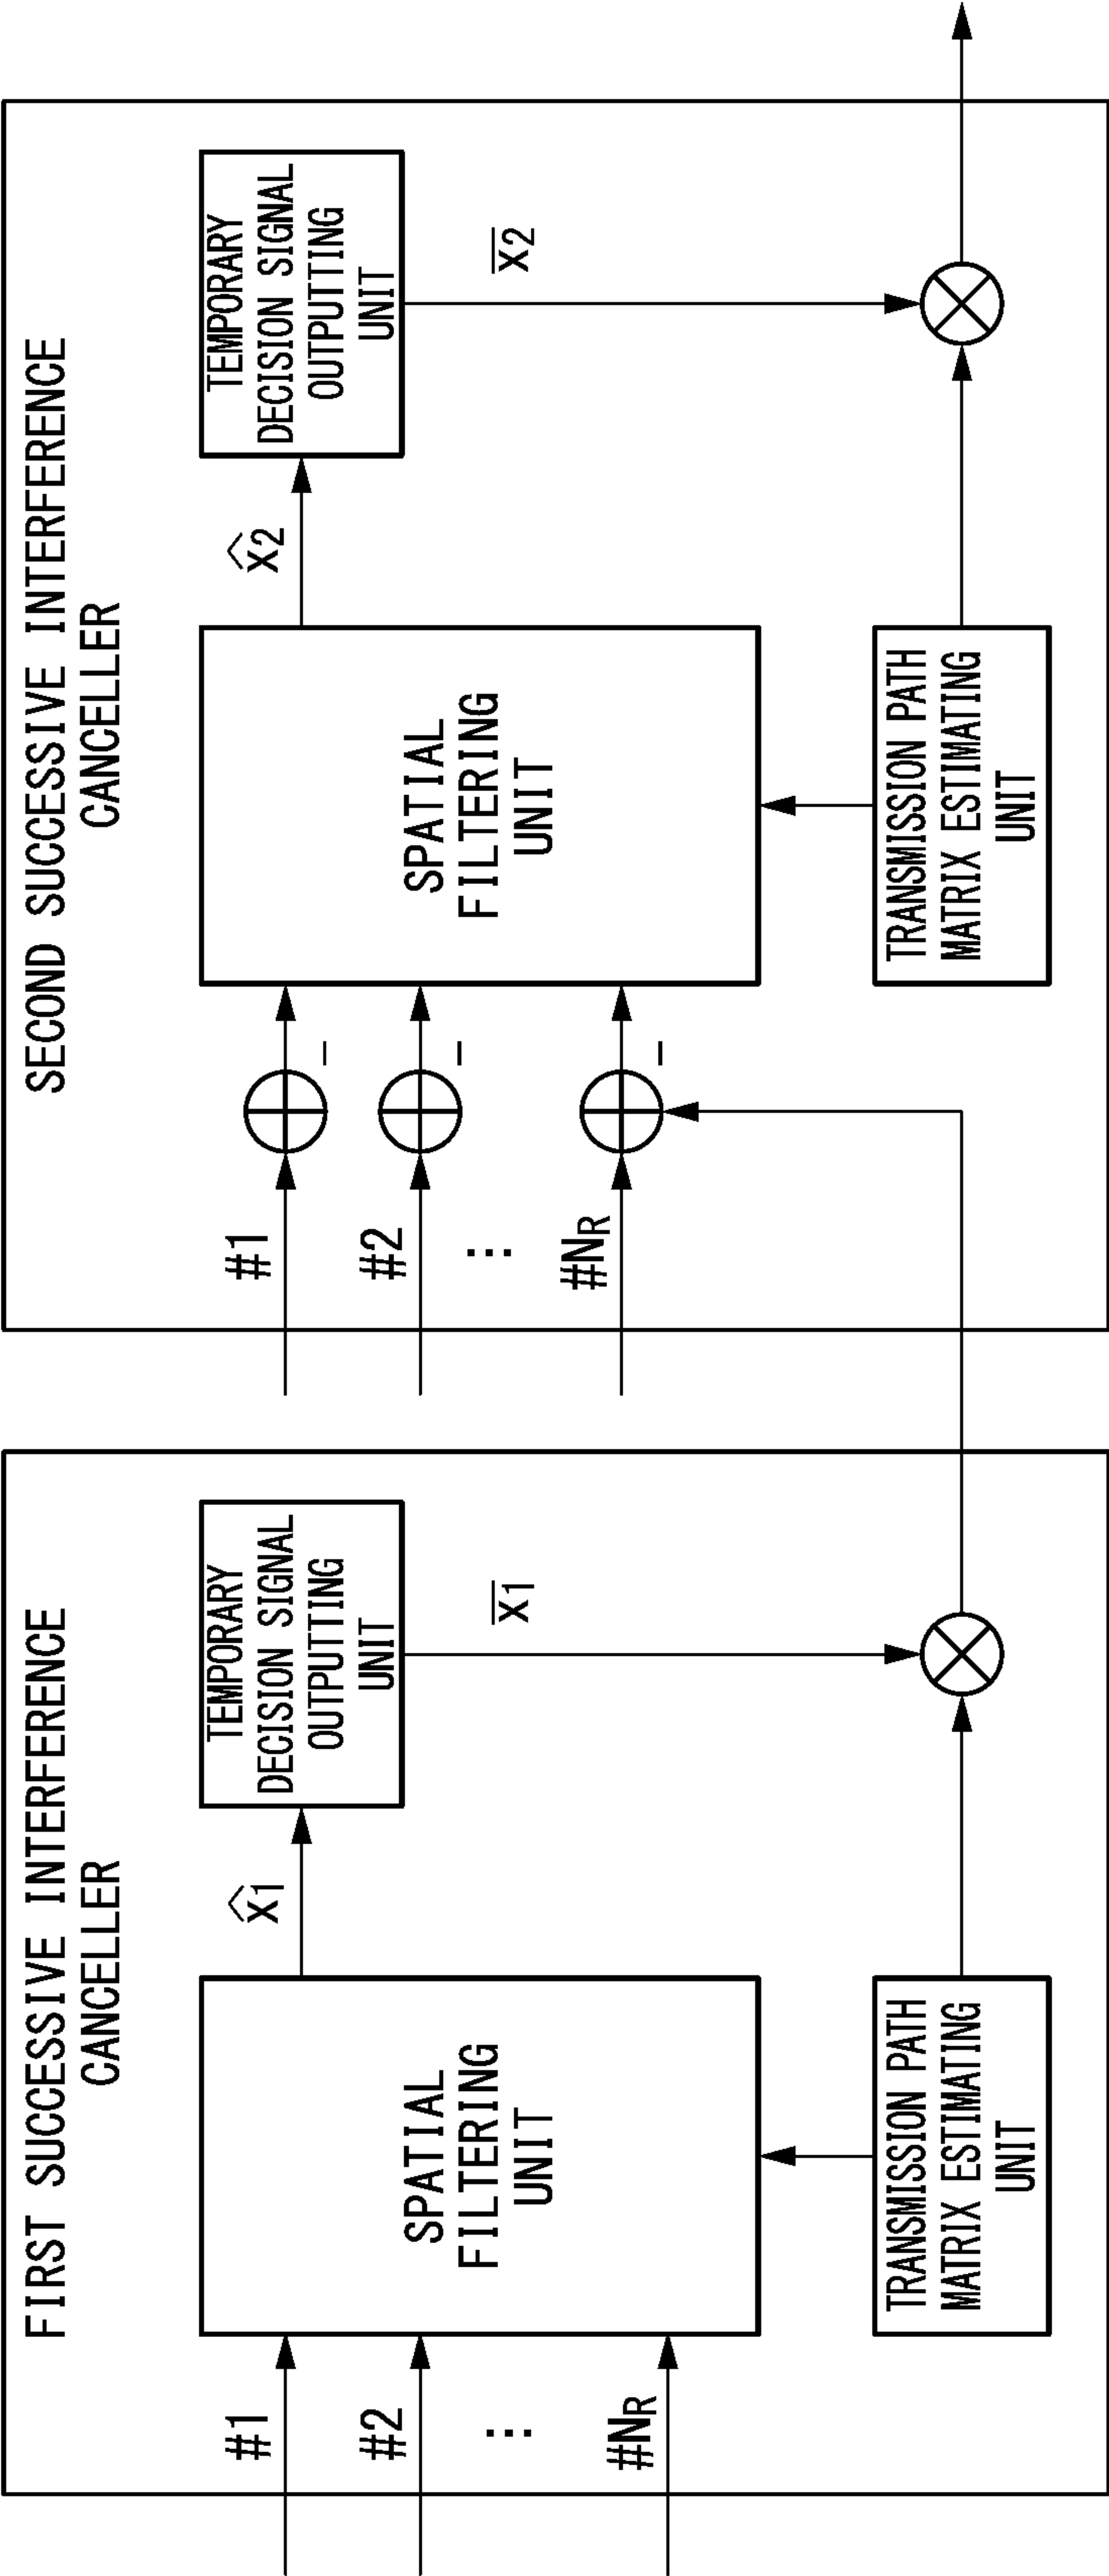 FIRST SUCCESSIVE INTERFERENCE
CANCELLER
#1
#2
⋮
#NR
SPATIAL
FILTERING
UNIT
x̂1
TEMPORARY
DECISION SIGNAL
OUTPUTTING
UNIT
x̅1
TRANSMISSION PATH
MATRIX ESTIMATING
UNIT
SECOND SUCCESSIVE INTERFERENCE
CANCELLER
#1
#2
⋮
#NR
−
−
−
SPATIAL
FILTERING
UNIT
x̂2
TEMPORARY
DECISION SIGNAL
OUTPUTTING
UNIT
x̅2
TRANSMISSION PATH
MATRIX ESTIMATING
UNIT